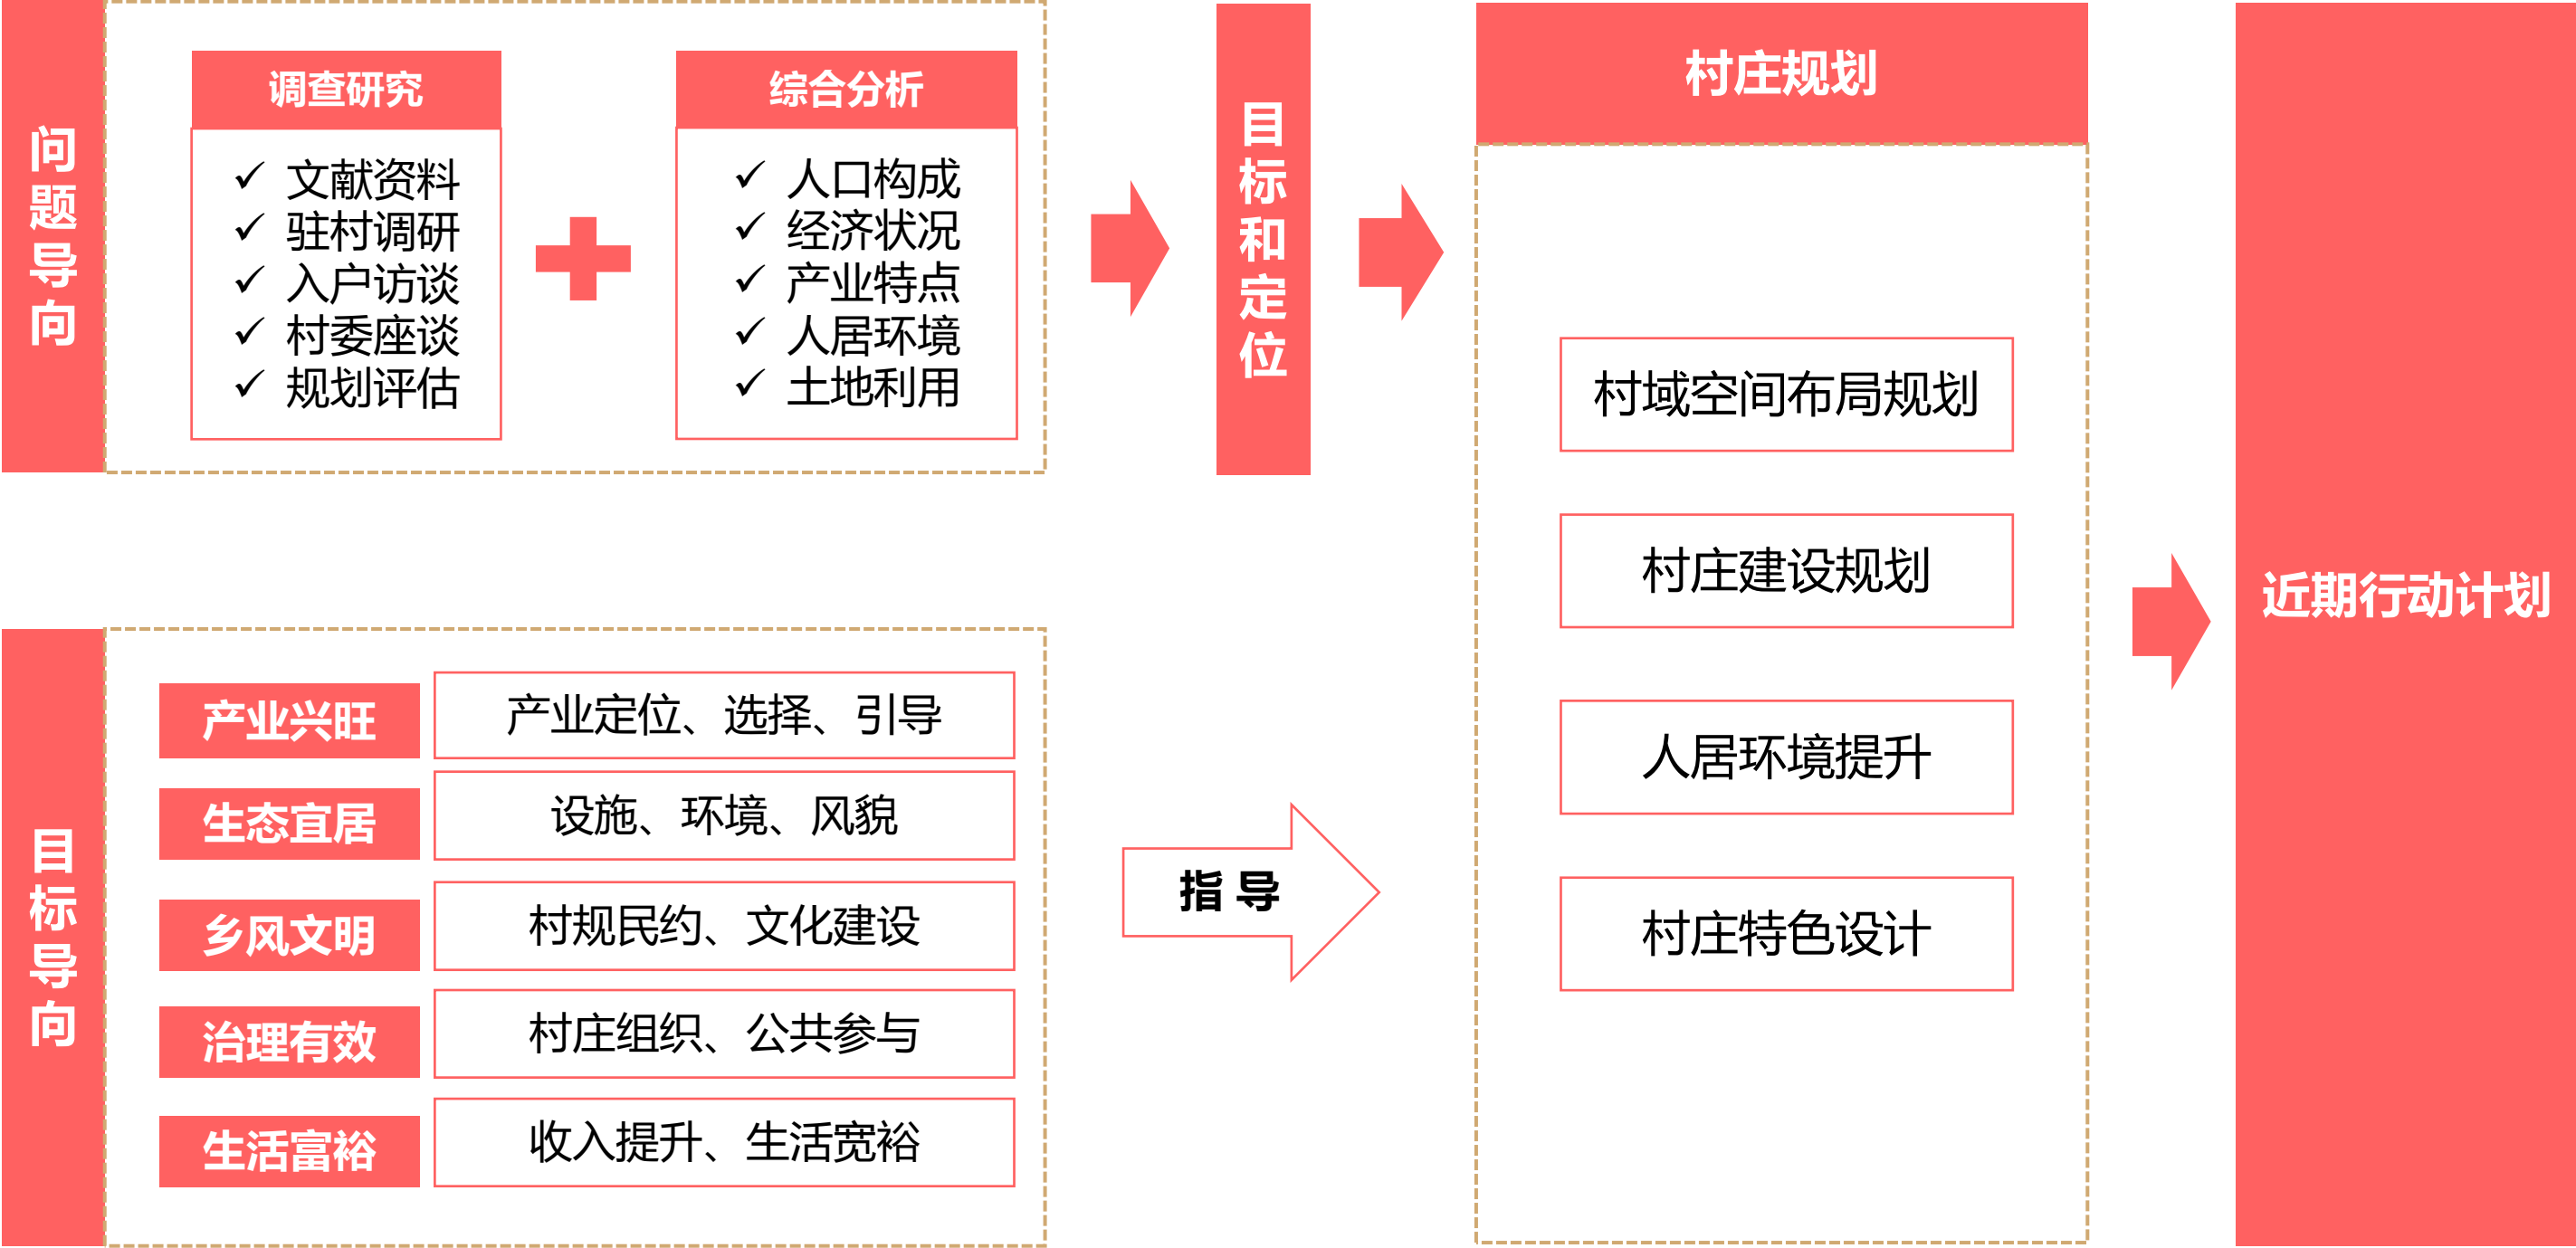 问题导向
调查研究
文献资料
驻村调研
入户访谈
村委座谈
规划评估
综合分析
人口构成
经济状况
产业特点
人居环境
土地利用
目标和定位
目标导向
产业兴旺
产业定位、选择、引导
生态宜居
设施、环境、风貌
乡风文明
村规民约、文化建设
治理有效
村庄组织、公共参与
生活富裕
收入提升、生活宽裕
指导
村庄规划
村域空间布局规划
村庄建设规划
人居环境提升
村庄特色设计
近期行动计划